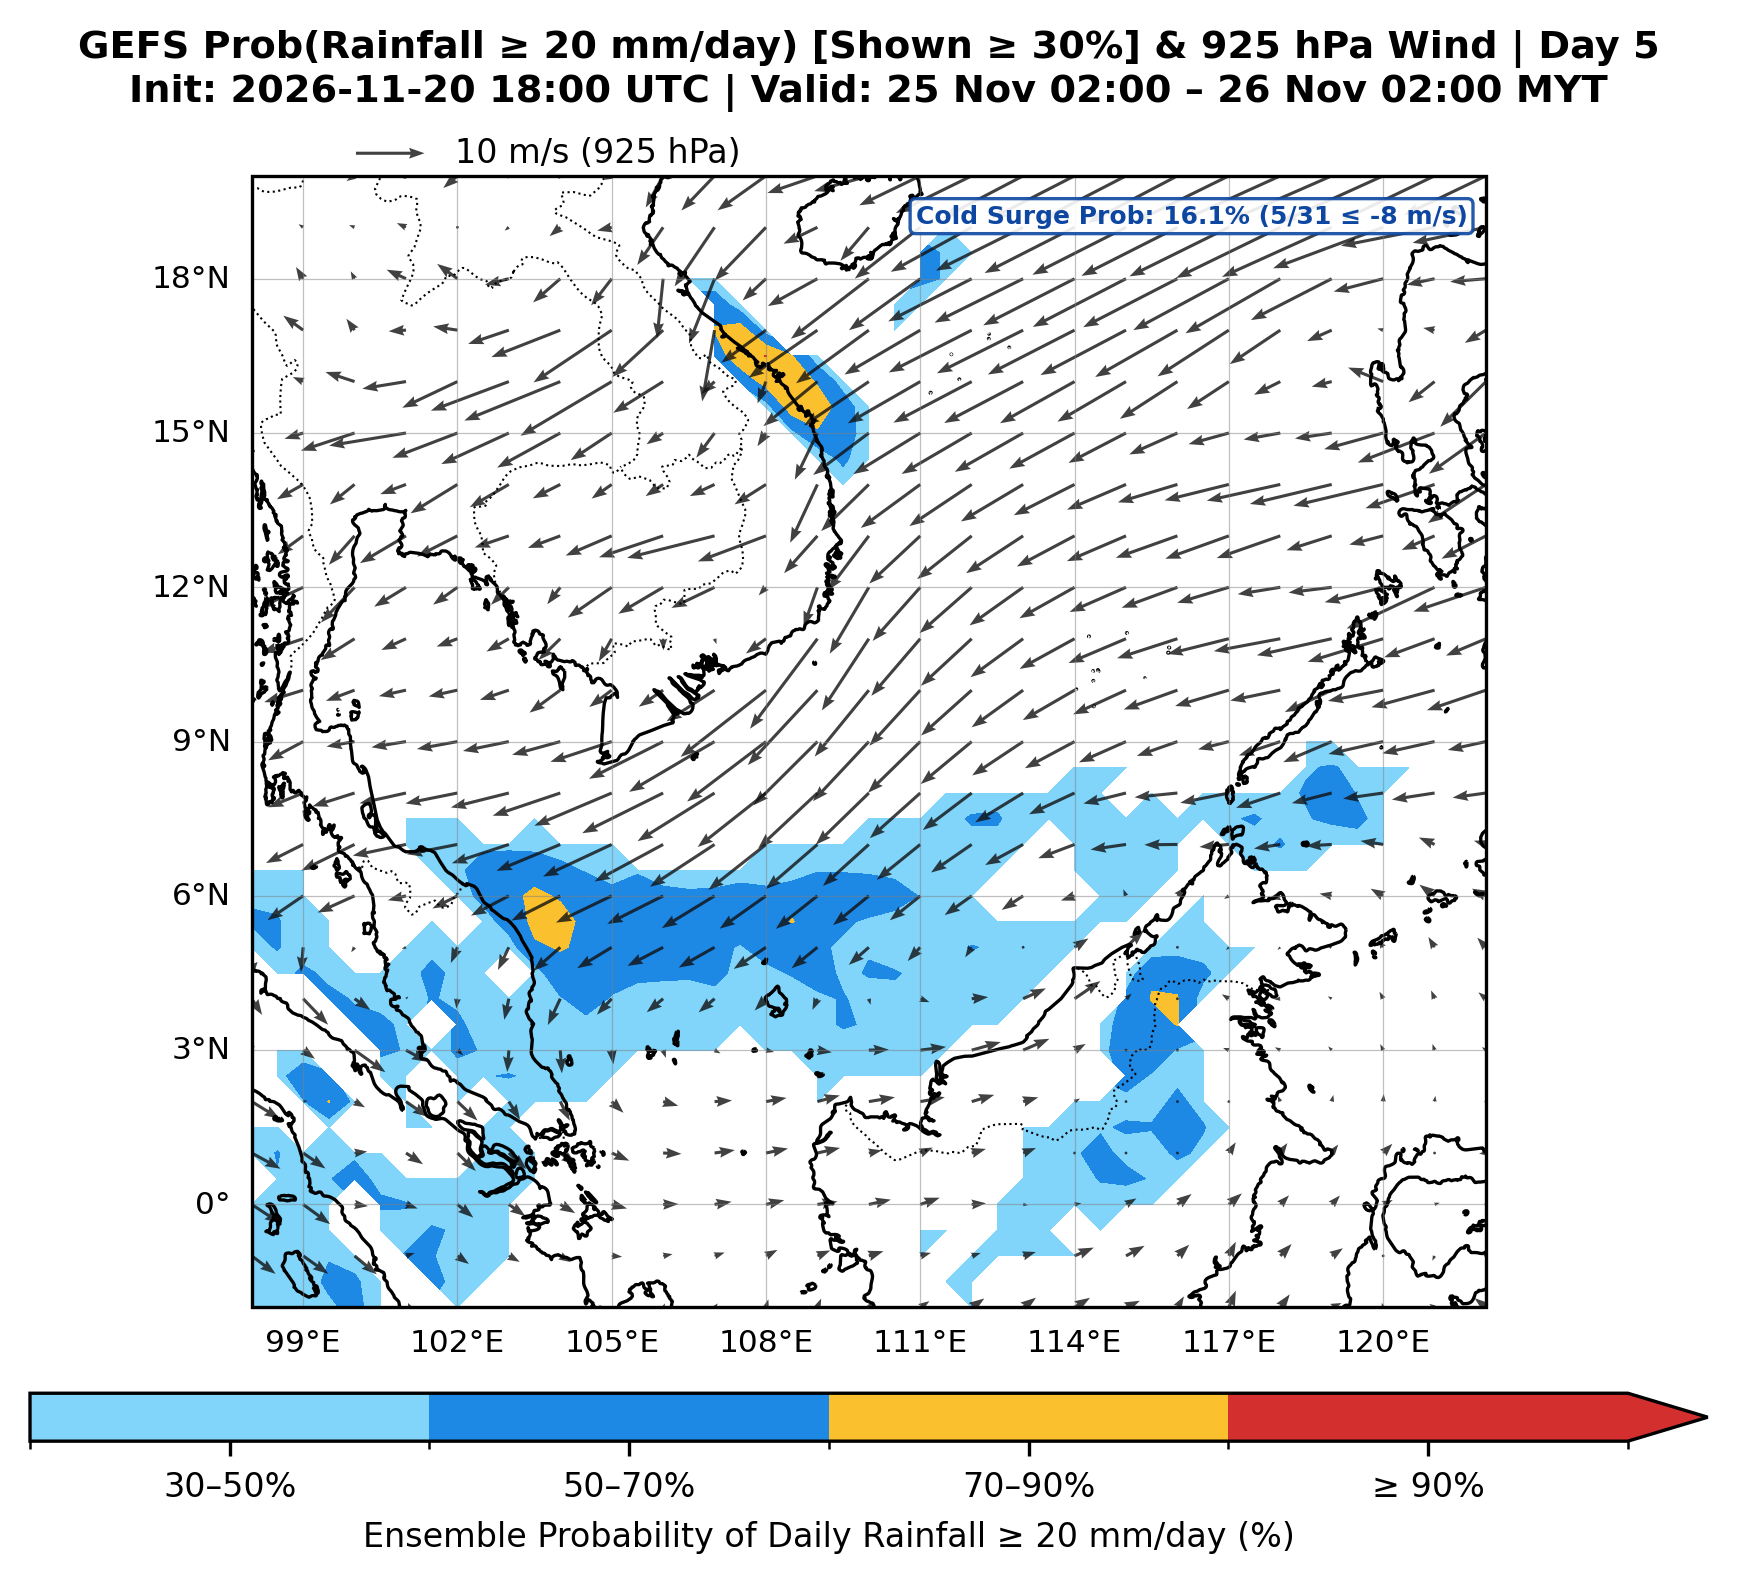 GEFS Prob(Rainfall ≥ 20 mm/day) [Shown ≥ 30%] & 925 hPa Wind | Day 5
Init: 2026-11-20 18:00 UTC | Valid: 25 Nov 02:00 – 26 Nov 02:00 MYT
10 m/s (925 hPa)
Cold Surge Prob: 16.1% (5/31 ≤ -8 m/s)
18°N
15°N
12°N
9°N
6°N
3°N
0°
99°E 102°E 105°E 108°E 111°E 114°E 117°E 120°E
30–50% 50–70% 70–90% ≥ 90%
Ensemble Probability of Daily Rainfall ≥ 20 mm/day (%)